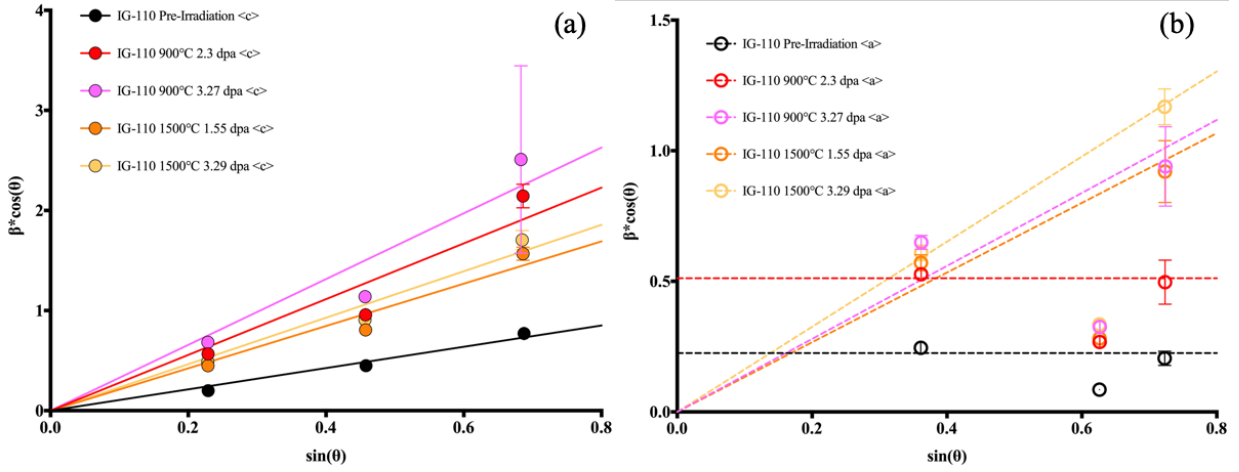 (a)
IG-110 Pre-Irradiation <c>
IG-110 900°C 2.3 dpa <c>
IG-110 900°C 3.27 dpa <c>
IG-110 1500°C 1.55 dpa <c>
IG-110 1500°C 3.29 dpa <c>
β*cos(θ)
4
3
2
1
0
0.0 0.2 0.4 0.6 0.8
sin(θ)
(b)
IG-110 Pre-Irradiation <a>
IG-110 900°C 2.3 dpa <a>
IG-110 900°C 3.27 dpa <a>
IG-110 1500°C 1.55 dpa <a>
IG-110 1500°C 3.29 dpa <a>
β*cos(θ)
1.5
1.0
0.5
0.0
0.0 0.2 0.4 0.6 0.8
sin(θ)